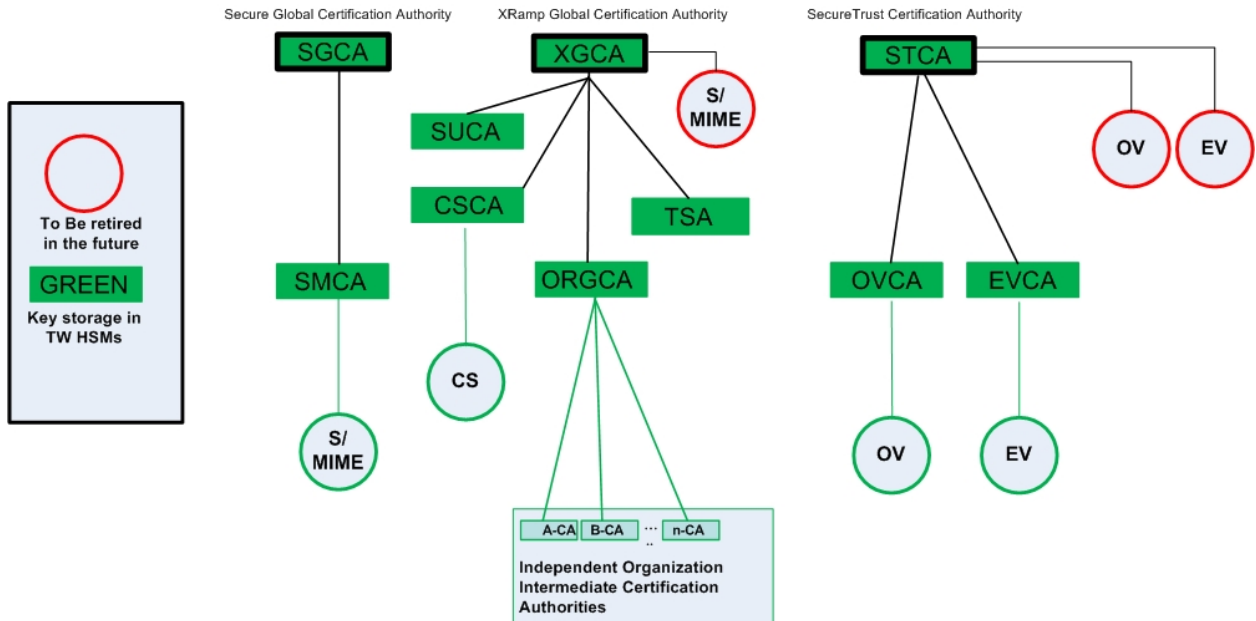 Secure Global Certification Authority
XRamp Global Certification Authority
SecureTrust Certification Authority
SGCA
XGCA
STCA
S/
MIME
SUCA
OV
EV
CSCA
TSA
To Be retired
in the future
GREEN
Key storage in
TW HSMs
SMCA
ORGCA
OVCA
EVCA
CS
S/
MIME
OV
EV
A-CA
B-CA
...
..
n-CA
Independent Organization
Intermediate Certification
Authorities